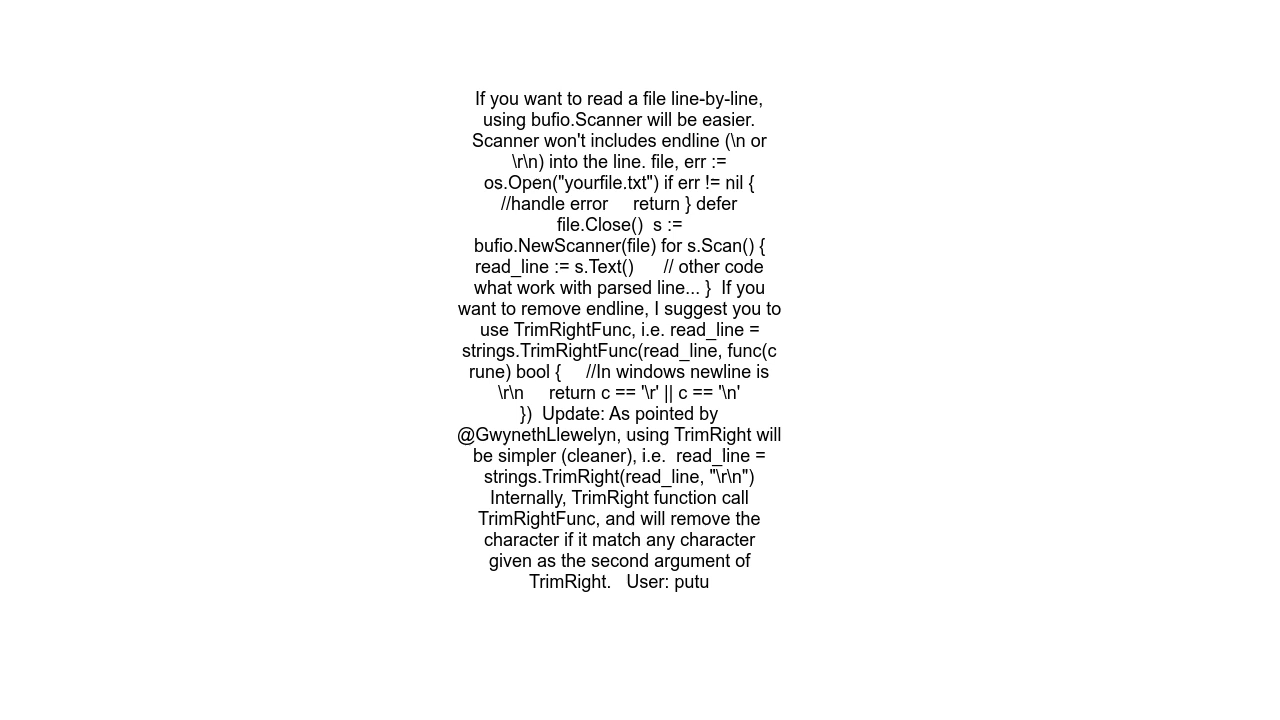 If you want to read a file line-by-line,
using bufio.Scanner will be easier.
Scanner won't includes endline (\n or
\r\n) into the line. file, err :=
os.Open("yourfile.txt") if err != nil {
//handle error     return } defer
file.Close()  s :=
bufio.NewScanner(file) for s.Scan() {
read_line := s.Text()      // other code
what work with parsed line... }  If you
want to remove endline, I suggest you to
use TrimRightFunc, i.e. read_line =
strings.TrimRightFunc(read_line, func(c
rune) bool {     //In windows newline is
\r\n     return c == '\r' || c == '\n'
})  Update: As pointed by
@GwynethLlewelyn, using TrimRight will
be simpler (cleaner), i.e.  read_line =
strings.TrimRight(read_line, "\r\n")
Internally, TrimRight function call
TrimRightFunc, and will remove the
character if it match any character
given as the second argument of
TrimRight.   User: putu